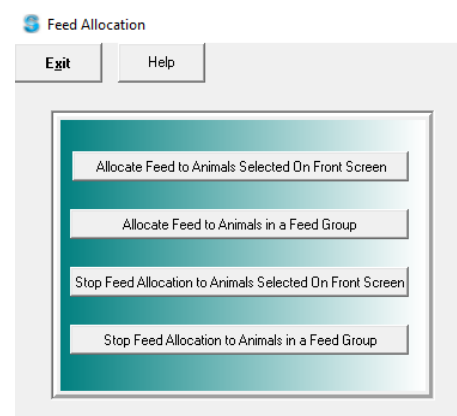 Feed Allocation
Exit Help
Allocate Feed to Animals Selected On Front Screen
Allocate Feed to Animals in a Feed Group
Stop Feed Allocation to Animals Selected On Front Screen
Stop Feed Allocation to Animals in a Feed Group